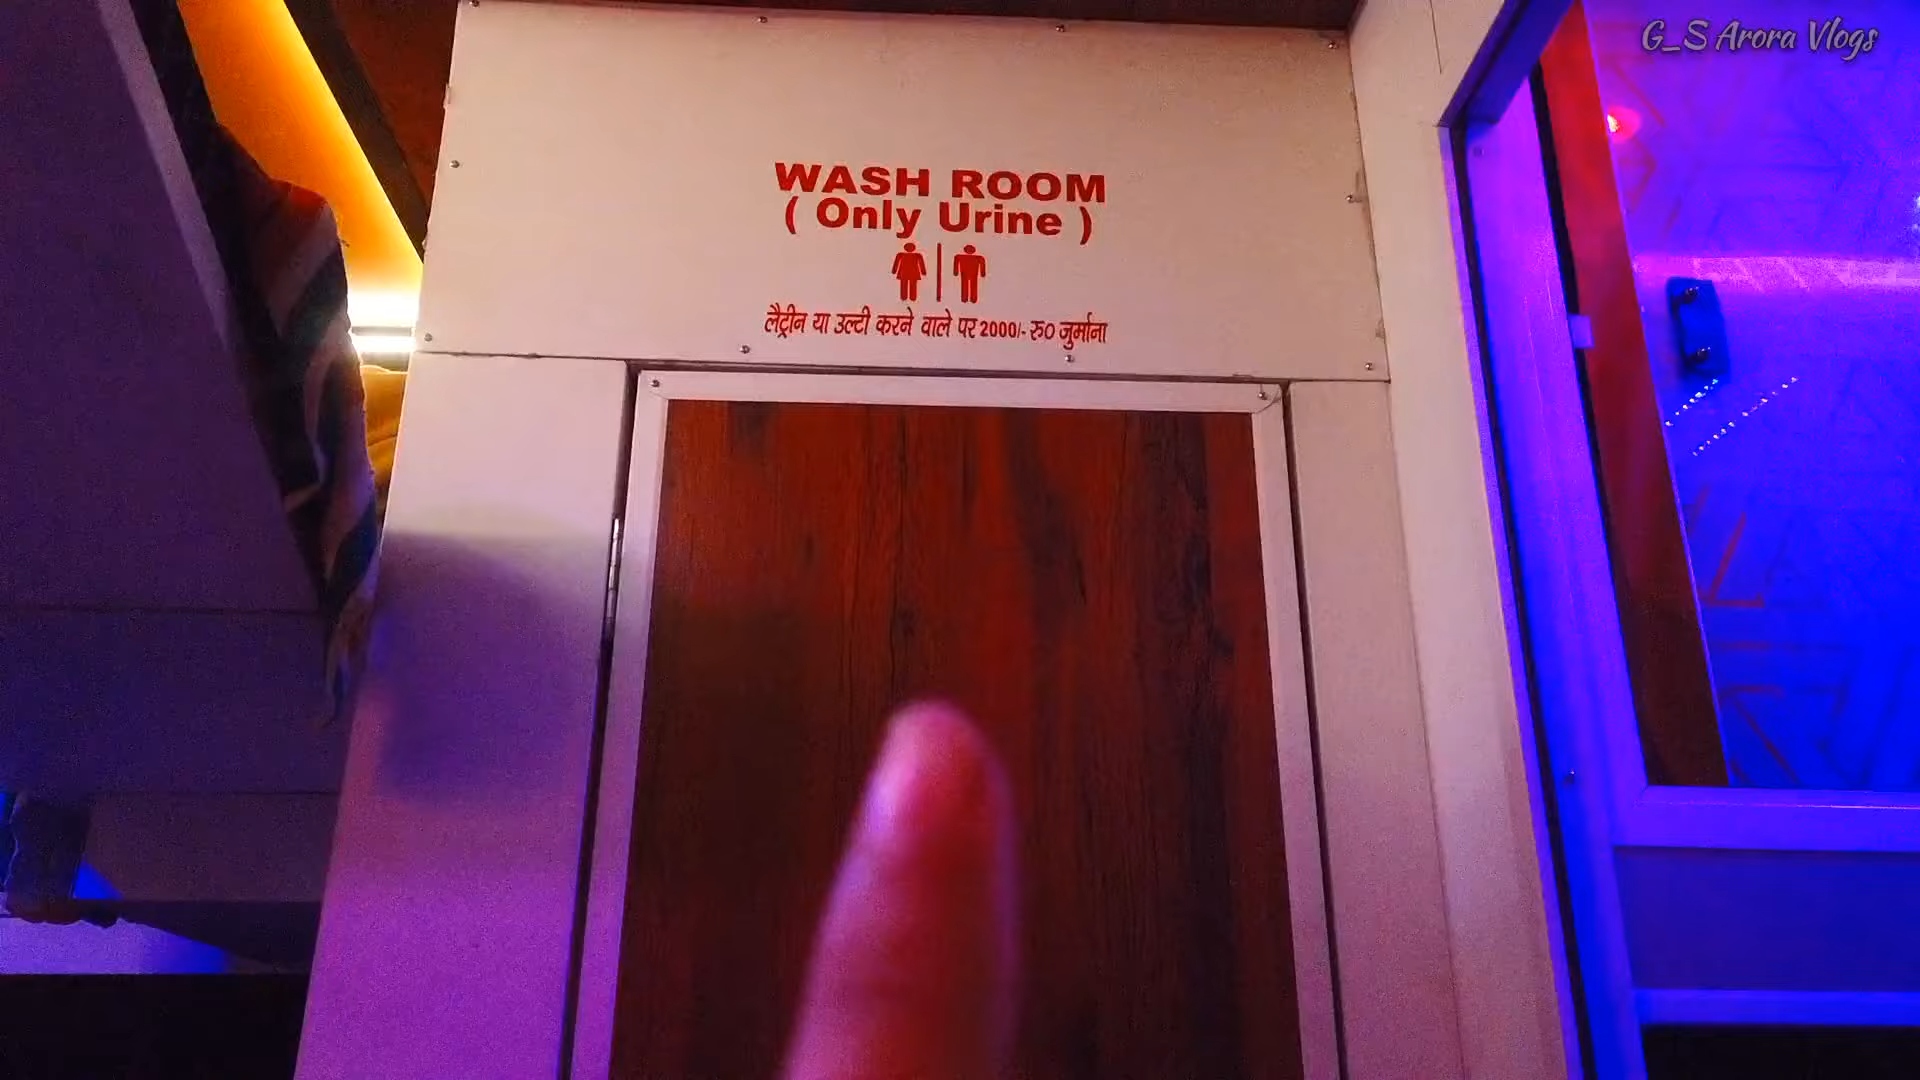 G_S Arora Vlogs
WASH ROOM
( Only Urine )
लैट्रीन या उल्टी करने वाले पर 2000/- रु० जुर्माना